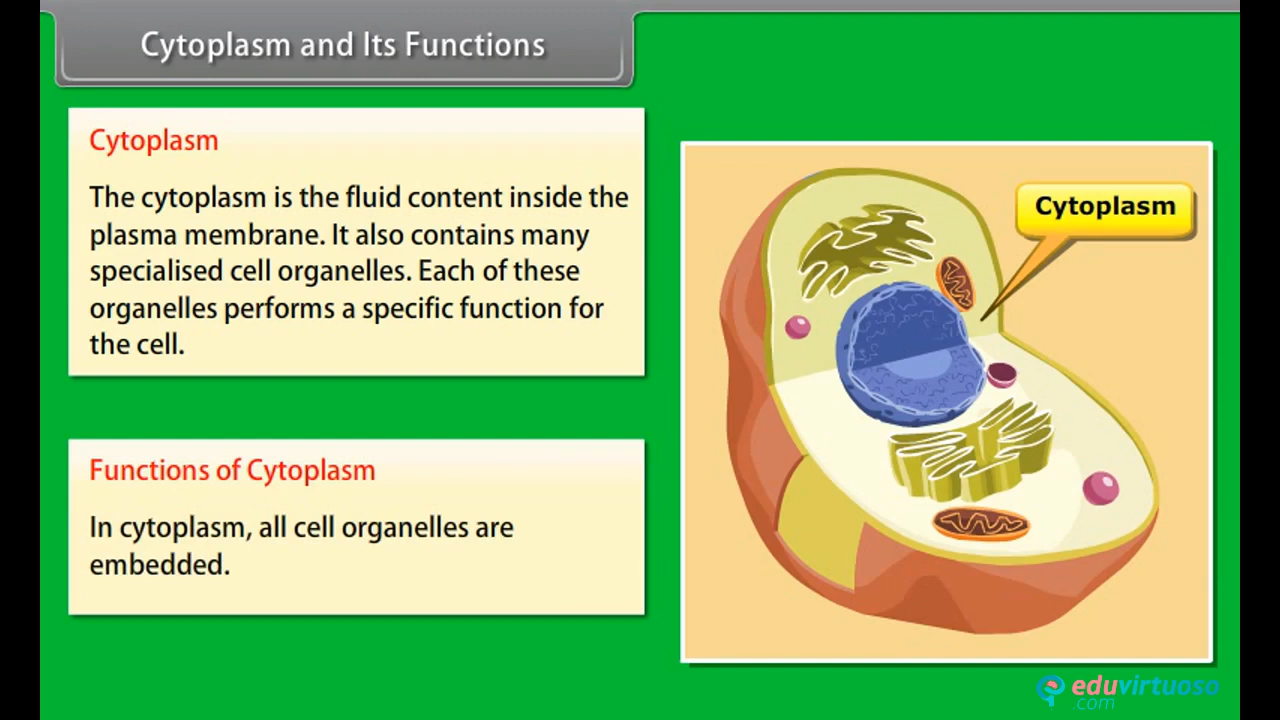 Cytoplasm and Its Functions
Cytoplasm
The cytoplasm is the fluid content inside the
plasma membrane. It also contains many
specialised cell organelles. Each of these
organelles performs a specific function for
the cell.
Cytoplasm
Functions of Cytoplasm
In cytoplasm, all cell organelles are
embedded.
eduvirtuoso
.com